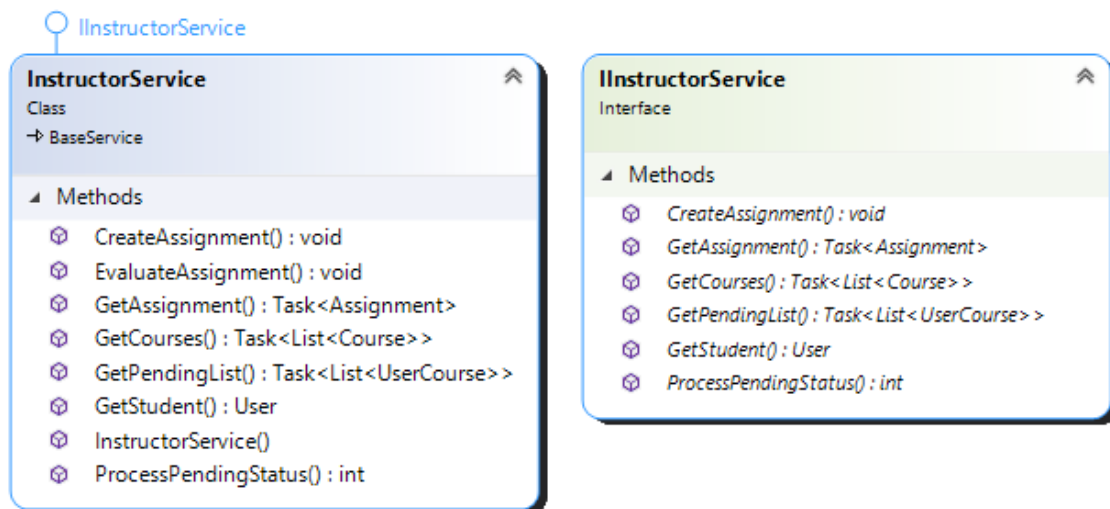 IInstructorService
InstructorService
Class
BaseService
Methods
CreateAssignment() : void
EvaluateAssignment() : void
GetAssignment() : Task<Assignment>
GetCourses() : Task<List<Course>>
GetPendingList() : Task<List<UserCourse>>
GetStudent() : User
InstructorService()
ProcessPendingStatus() : int
IInstructorService
Interface
Methods
CreateAssignment() : void
GetAssignment() : Task<Assignment>
GetCourses() : Task<List<Course>>
GetPendingList() : Task<List<UserCourse>>
GetStudent() : User
ProcessPendingStatus() : int